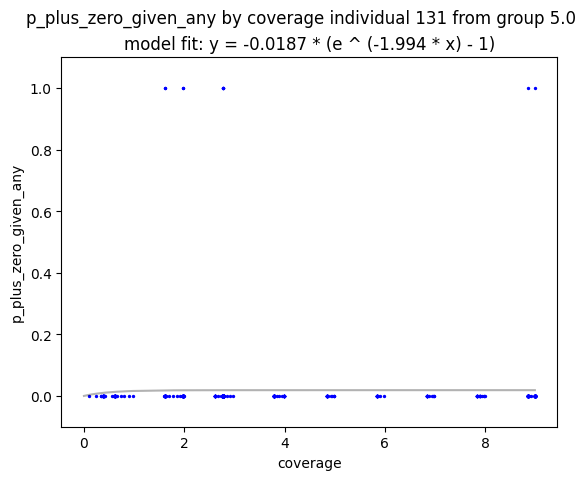 p_plus_zero_given_any by coverage individual 131 from group 5.0
model fit: y = -0.0187 * (e ^ (-1.994 * x) - 1)
1.0
0.8
0.6
0.4
0.2
0.0
p_plus_zero_given_any
0 2 4 6 8
coverage